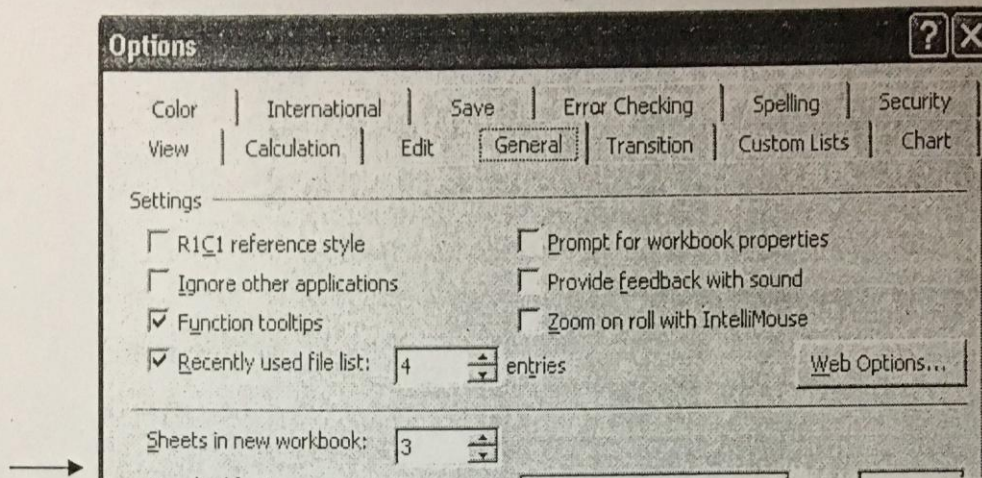 Options ? X
Color International Save Error Checking Spelling Security
View Calculation Edit General Transition Custom Lists Chart
Settings
R1C1 reference style Prompt for workbook properties
Ignore other applications Provide feedback with sound
Function tooltips Zoom on roll with IntelliMouse
Recently used file list: 4 entries Web Options...
Sheets in new workbook: 3